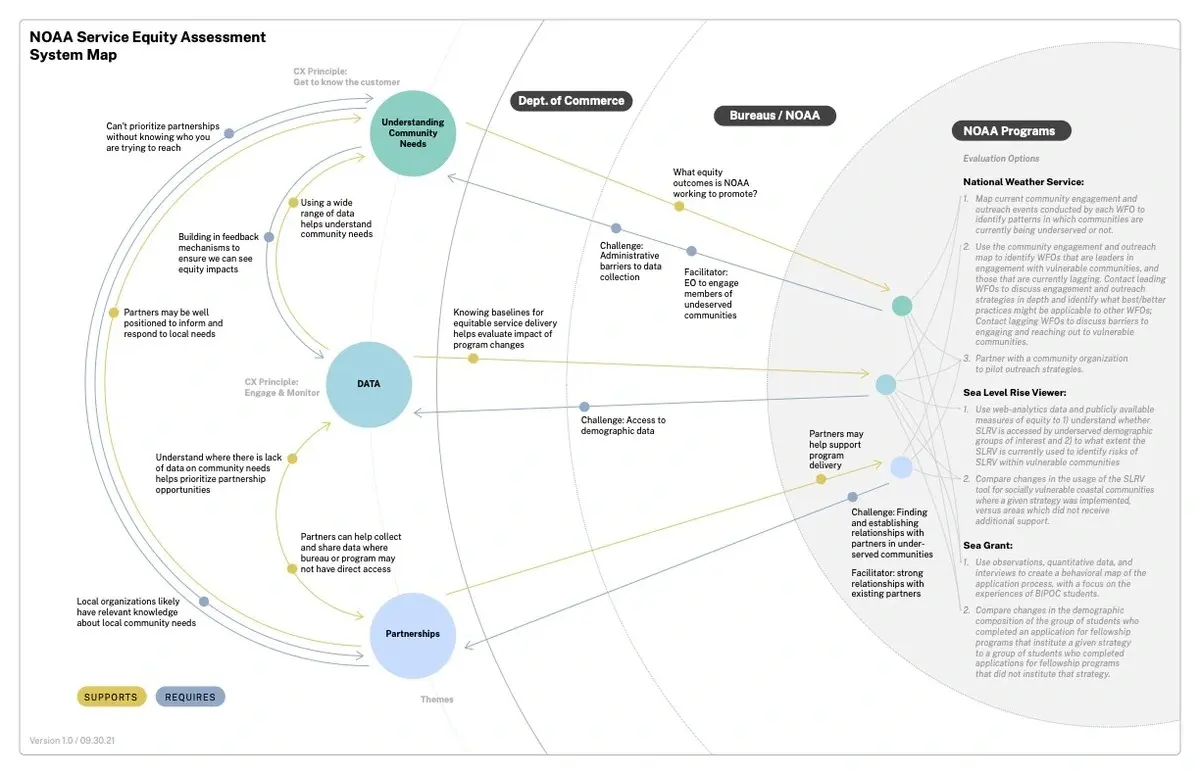 NOAA Service Equity Assessment
System Map
CX Principle:
Get to know the customer
Understanding
Community
Needs
Dept. of Commerce
Bureaus / NOAA
NOAA Programs
Can't prioritize partnerships
without knowing who you
are trying to reach
Using a wide
range of data
helps understand
community needs
Building in feedback
mechanisms to
ensure we can see
equity impacts
What equity
outcomes is NOAA
working to promote?
Challenge:
Administrative
barriers to data
collection
Facilitator:
EO to engage
members of
undeserved
communities
Partners may be well
positioned to inform and
respond to local needs
Knowing baselines for
equitable service delivery
helps evaluate impact of
program changes
CX Principle:
Engage & Monitor
DATA
Challenge: Access to
demographic data
Understand where there is lack
of data on community needs
helps prioritize partnership
opportunities
Partners may
help support
program
delivery
Challenge: Finding
and establishing
relationships with
partners in under-
served communities
Facilitator: strong
relationships with
existing partners
Partners can help collect
and share data where
bureau or program may
not have direct access
Local organizations likely
have relevant knowledge
about local community needs
Partnerships
Themes
SUPPORTS
REQUIRES
Version 1.0 / 09.30.21
Evaluation Options
National Weather Service:
1. Map current community engagement and
outreach events conducted by each WFO to
identify patterns in which communities are
currently being underserved or not.
2. Use the community engagement and outreach
map to identify WFOs that are leaders in
engagement with vulnerable communities, and
those that are currently lagging. Contact leading
WFOs to discuss engagement and outreach
strategies in depth and identify what best/better
practices might be applicable to other WFOs;
Contact lagging WFOs to discuss barriers to
engaging and reaching out to vulnerable
communities.
3. Partner with a community organization
to pilot outreach strategies.
Sea Level Rise Viewer:
1. Use web-analytics data and publicly available
measures of equity to 1) understand whether
SLRV is accessed by underserved demographic
groups of interest and 2) to what extent the
SLRV is currently used to identify risks of
SLRV within vulnerable communities
2. Compare changes in the usage of the SLRV
tool for socially vulnerable coastal communities
where a given strategy was implemented,
versus areas which did not receive
additional support.
Sea Grant:
1. Use observations, quantitative data, and
interviews to create a behavioral map of the
application process, with a focus on the
experiences of BIPOC students.
2. Compare changes in the demographic
composition of the group of students who
completed an application for fellowship
programs that institute a given strategy
to a group of students who completed
applications for fellowship programs
that did not institute that strategy.